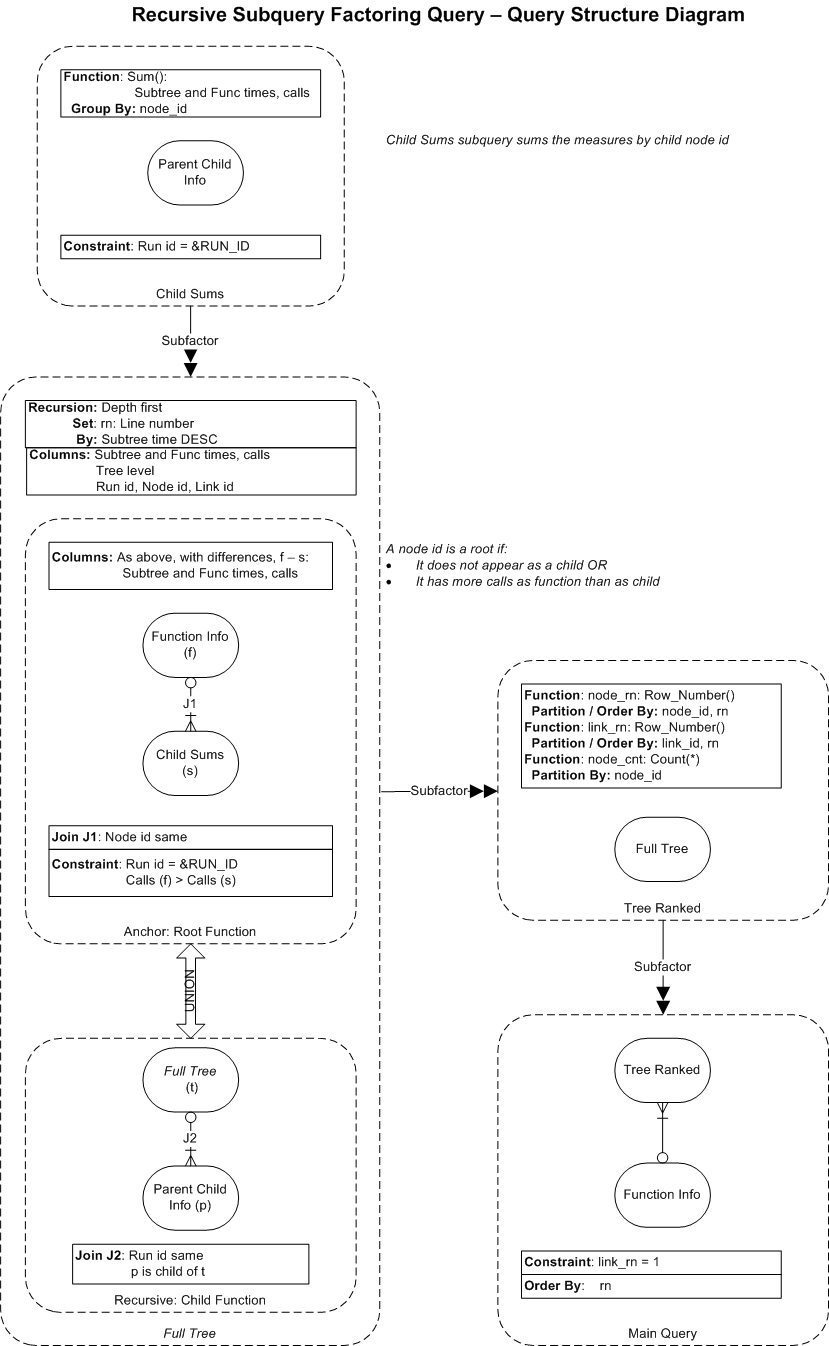 Recursive Subquery Factoring Query – Query Structure Diagram
Function: Sum():
Subtree and Func times, calls
Group By: node_id
Parent Child
Info
Constraint: Run id = &RUN_ID
Child Sums
Child Sums subquery sums the measures by child node id
Subfactor
Recursion: Depth first
Set: rn: Line number
By: Subtree time DESC
Columns: Subtree and Func times, calls
Tree level
Run id, Node id, Link id
Columns: As above, with differences, f – s:
Subtree and Func times, calls
Function Info
(f)
J1
Child Sums
(s)
Join J1: Node id same
Constraint: Run id = &RUN_ID
Calls (f) > Calls (s)
Anchor: Root Function
A node id is a root if:
• It does not appear as a child OR
• It has more calls as function than as child
UNION
Full Tree
(t)
J2
Parent Child
Info (p)
Join J2: Run id same
p is child of t
Recursive: Child Function
Full Tree
Subfactor
Function: node_rn: Row_Number()
Partition / Order By: node_id, rn
Function: link_rn: Row_Number()
Partition / Order By: link_id, rn
Function: node_cnt: Count(*)
Partition By: node_id
Full Tree
Tree Ranked
Subfactor
Tree Ranked
Function Info
Constraint: link_rn = 1
Order By: rn
Main Query